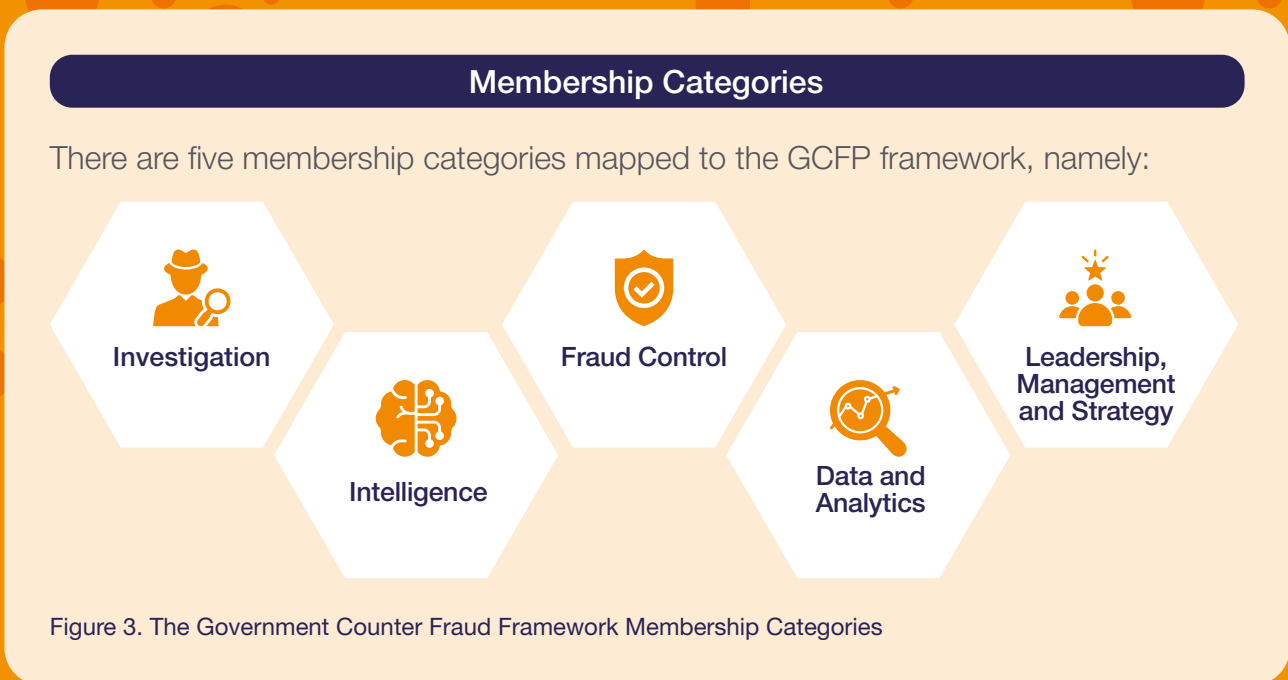 Membership Categories
There are five membership categories mapped to the GCFP framework, namely:
Investigation
Intelligence
Fraud Control
Data and
Analytics
Leadership,
Management
and Strategy
Figure 3. The Government Counter Fraud Framework Membership Categories